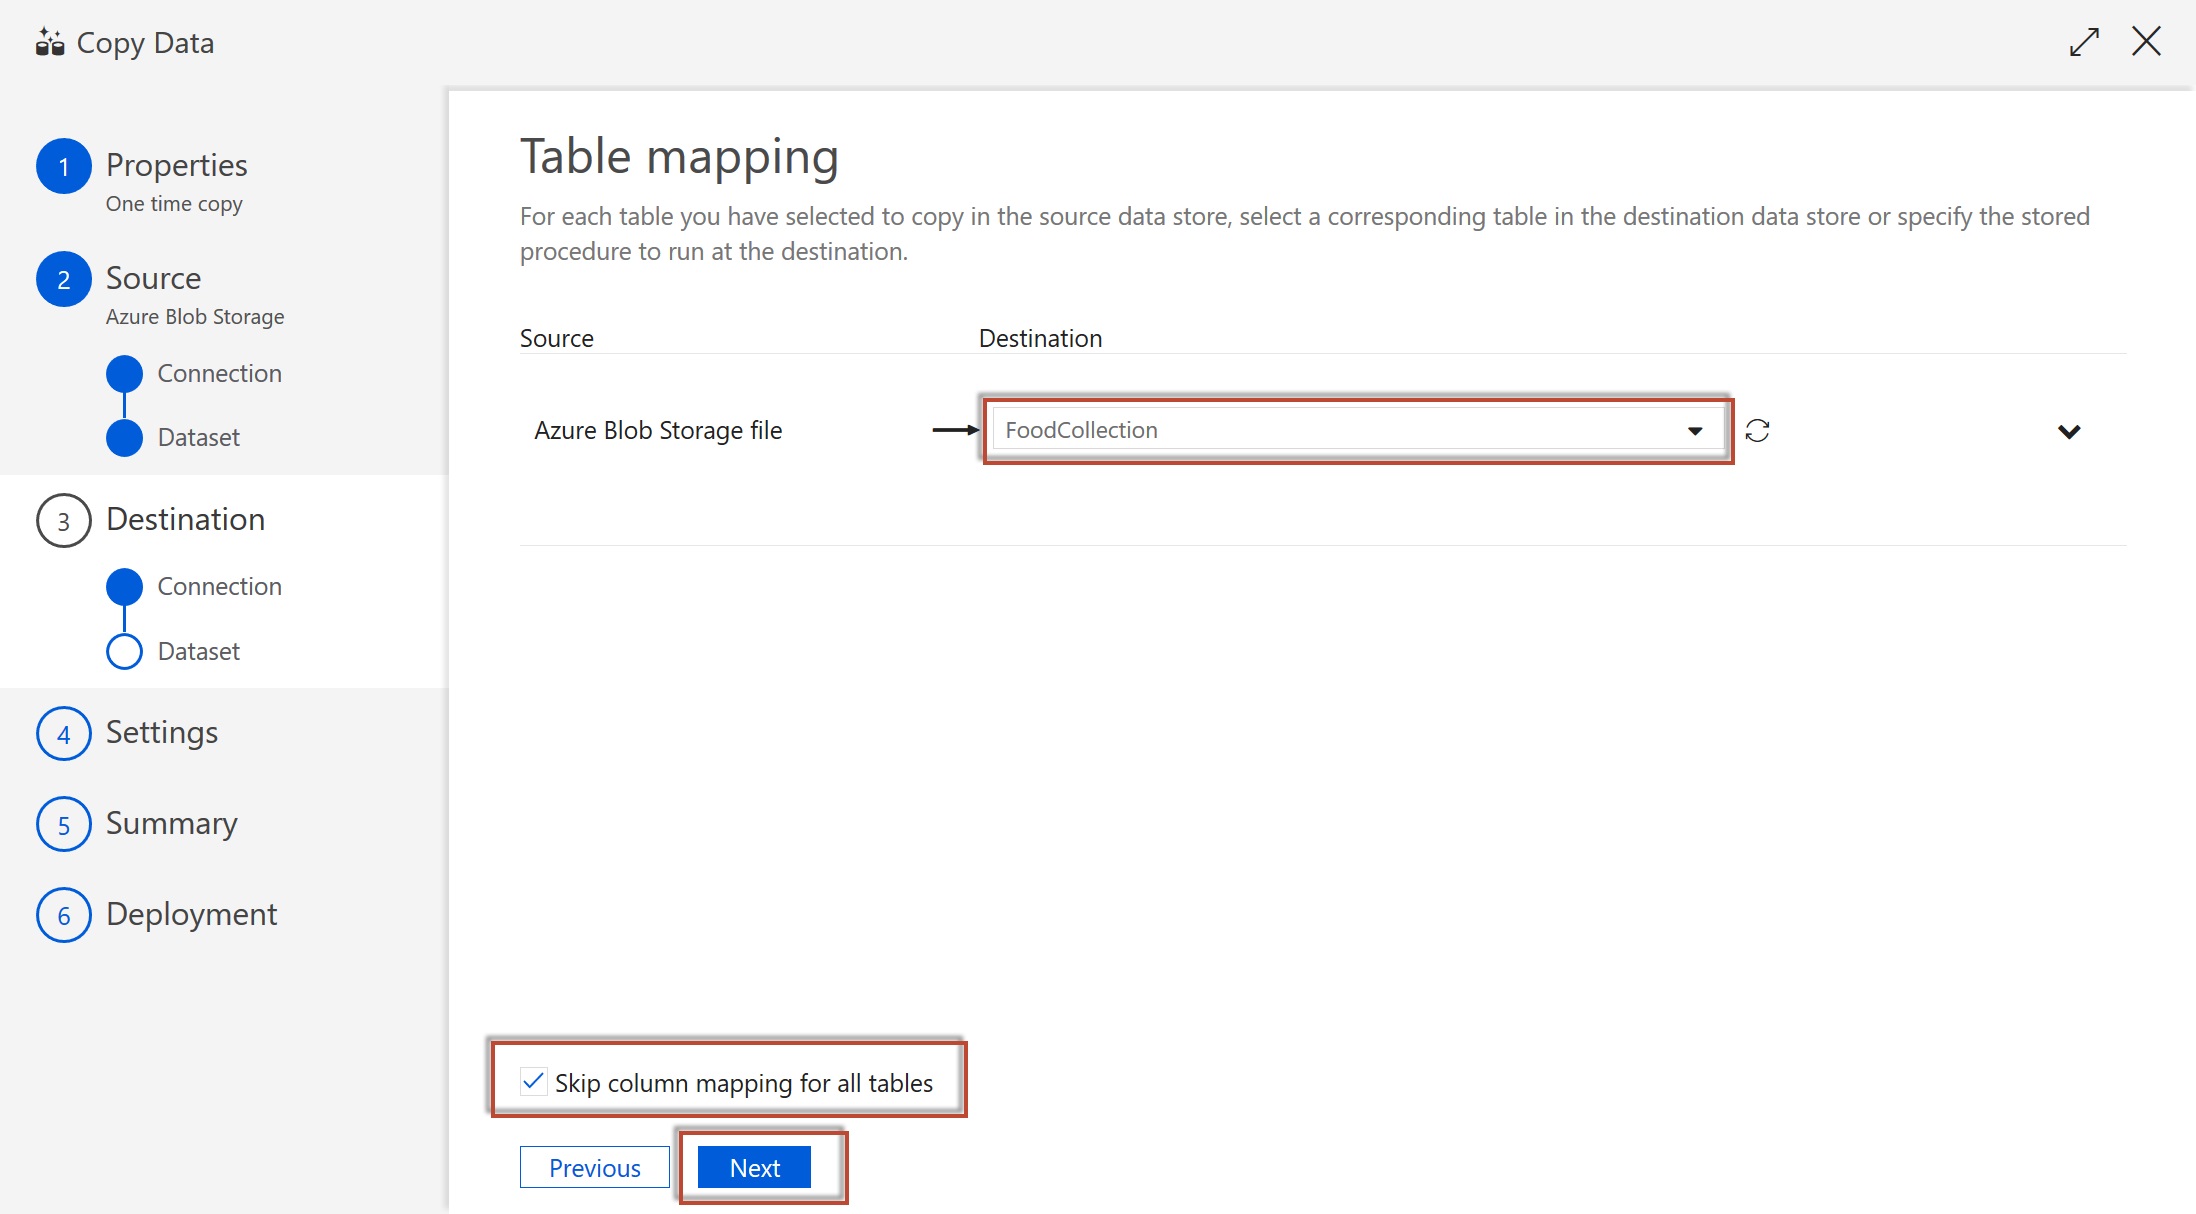 Copy Data
1 Properties
One time copy
2 Source
Azure Blob Storage
Connection
Dataset
3 Destination
Connection
Dataset
4 Settings
5 Summary
6 Deployment
Table mapping
For each table you have selected to copy in the source data store, select a corresponding table in the destination data store or specify the stored
procedure to run at the destination.
Source Destination
Azure Blob Storage file FoodCollection
Skip column mapping for all tables
Previous Next